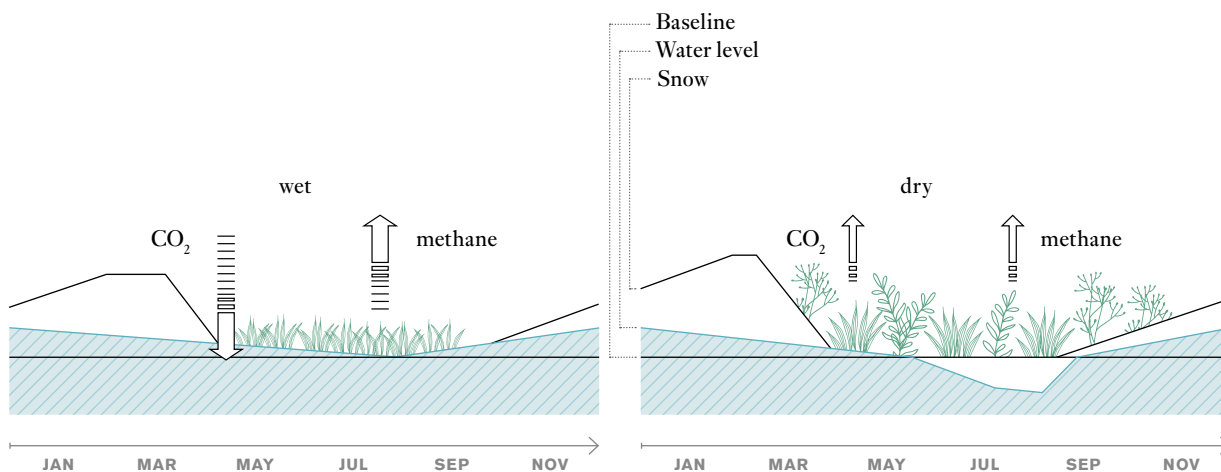 Baseline
Water level
Snow
wet
dry
CO₂
methane
CO₂
methane
JAN MAR MAY JUL SEP NOV
JAN MAR MAY JUL SEP NOV